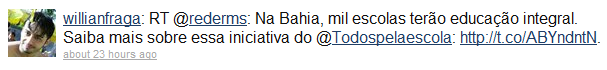 willianfraga: RT @rederms: Na Bahia, mil escolas terão educação integral.
Saiba mais sobre essa iniciativa do @Todospelaescola: http://t.co/ABYndntN.
about 23 hours ago